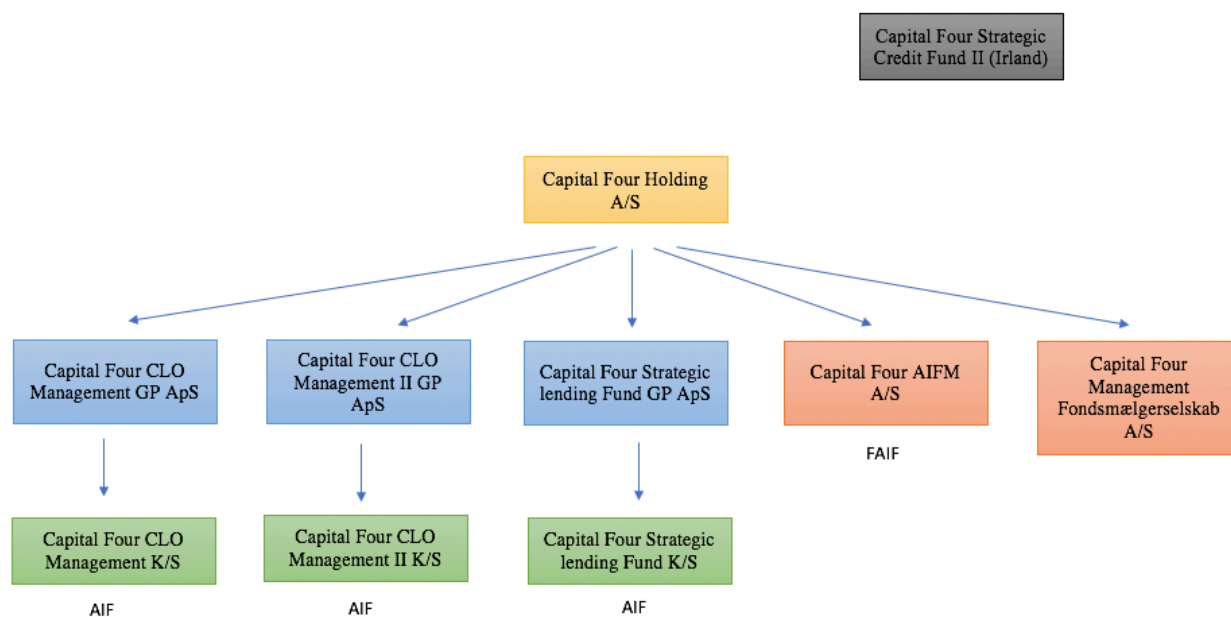 Capital Four Strategic
Credit Fund II (Irland)
Capital Four Holding
A/S
Capital Four CLO
Management GP ApS
Capital Four CLO
Management II GP
ApS
Capital Four Strategic
lending Fund GP ApS
Capital Four AIFM
A/S
Capital Four
Management
Fondsmælgerselskab
A/S
FAIF
Capital Four CLO
Management K/S
Capital Four CLO
Management II K/S
Capital Four Strategic
lending Fund K/S
AIF
AIF
AIF